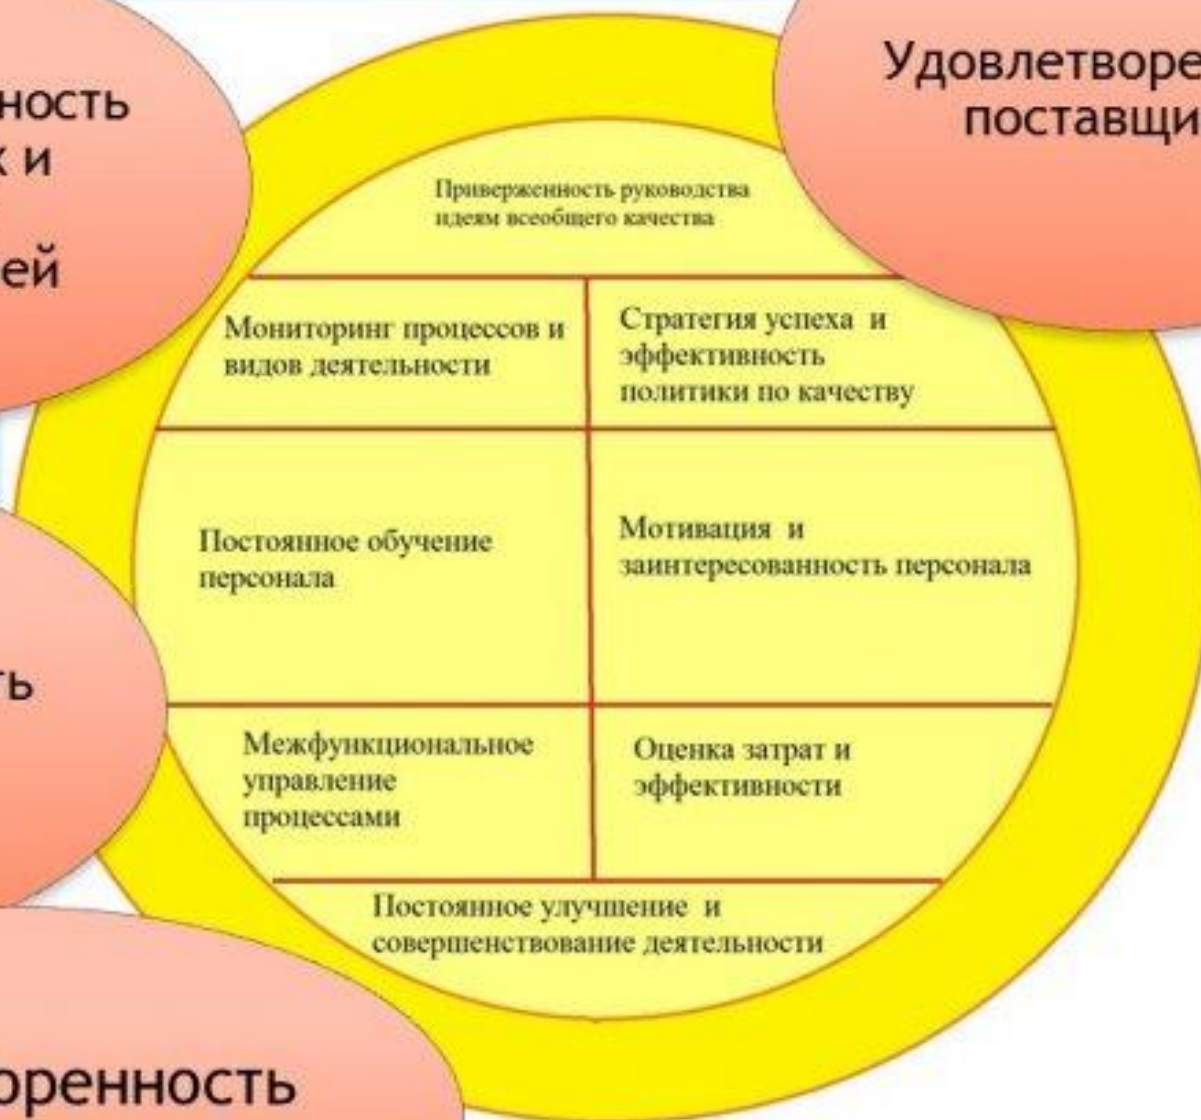 ность
и
ей
Удовлетворе
поставщи
Приверженность руководства
идеям всеобщего качества
Мониторинг процессов и
видов деятельности
Стратегия успеха и
эффективность
политики по качеству
Постоянное обучение
персонала
Мотивация и
заинтересованность персонала
ь
Межфункциональное
управление
процессами
Оценка затрат и
эффективности
Постоянное улучшение и
совершенствование деятельности
оренность